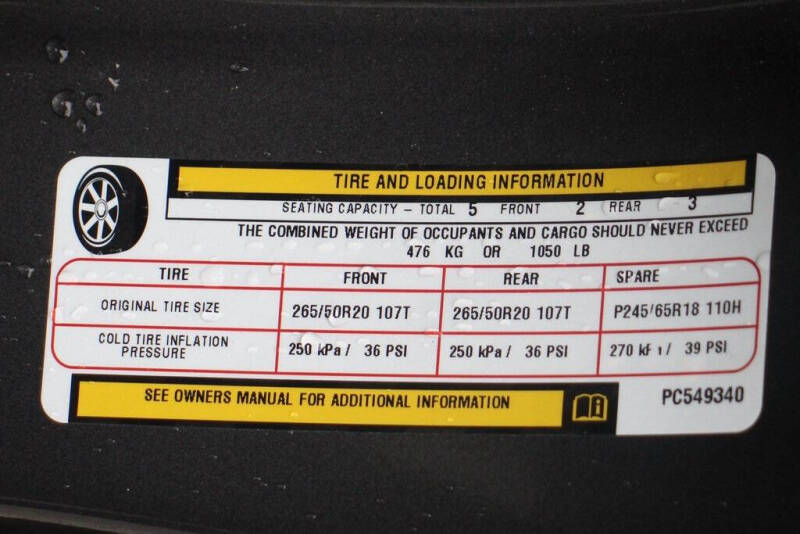 TIRE AND LOADING INFORMATION
SEATING CAPACITY – TOTAL 5 FRONT 2 REAR 3
THE COMBINED WEIGHT OF OCCUPANTS AND CARGO SHOULD NEVER EXCEED
476 KG OR 1050 LB
TIRE FRONT REAR SPARE
ORIGINAL TIRE SIZE 265/50R20 107T 265/50R20 107T P245/65R18 110H
COLD TIRE INFLATION
PRESSURE 250 kPa / 36 PSI 250 kPa / 36 PSI 270 / 39 PSI
SEE OWNERS MANUAL FOR ADDITIONAL INFORMATION
PC549340